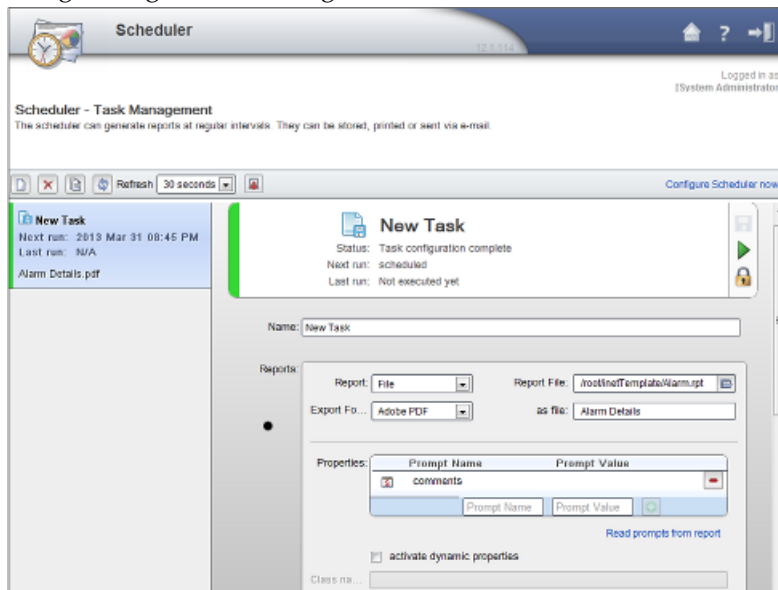 Scheduler
12.1.114
?
Logged in as
[System Administrator
Scheduler - Task Management
The scheduler can generate reports at regular intervals. They can be stored, printed or sent via e-mail.
Refresh 30 seconds
Configure Scheduler now
New Task
Next run: 2013 Mar 31 08:45 PM
Last run: N/A
Alarm Details.pdf
New Task
Status: Task configuration complete
Next run: scheduled
Last run: Not executed yet
Name: New Task
Reports:
Report: File Report File: /root/inetTemplate/Alarm.rpt
Export Fo... Adobe PDF as file: Alarm Details
Properties: Prompt Name Prompt Value
comments
Prompt Name Prompt Value
Read prompts from report
activate dynamic properties
Class na...